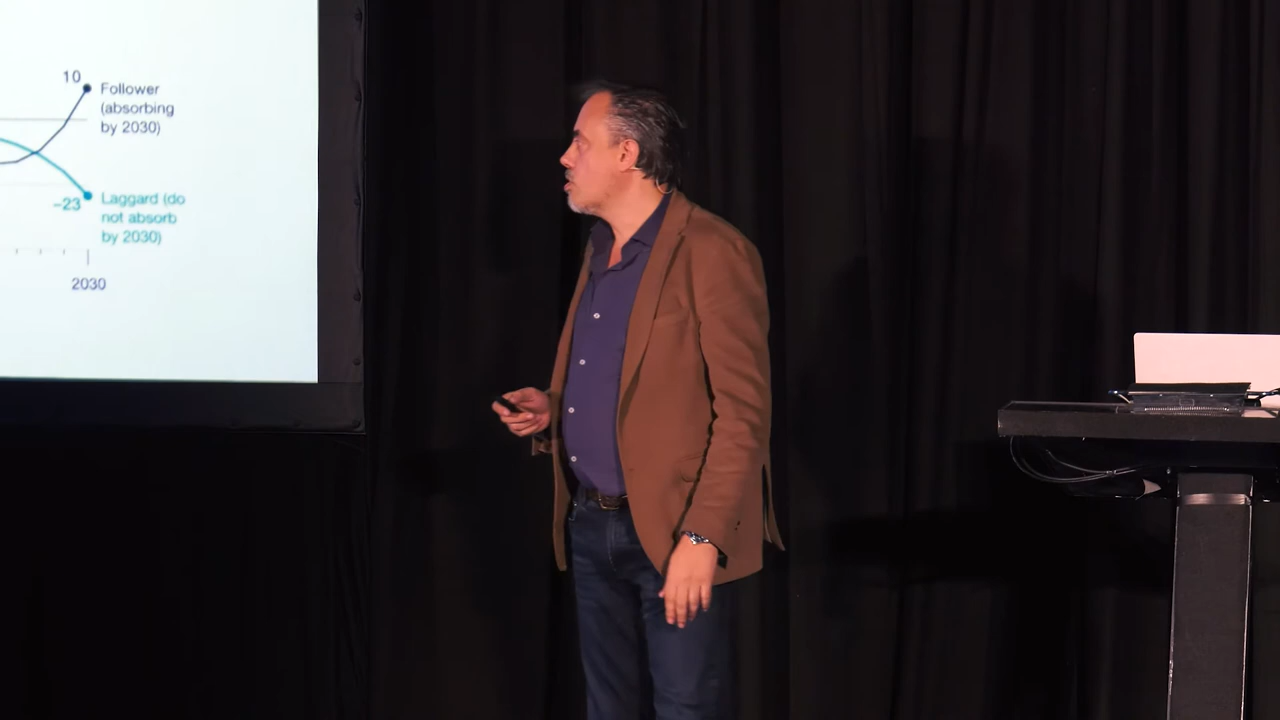 10
Follower
(absorbing
by 2030)
−23
Laggard (do
not absorb
by 2030)
2030